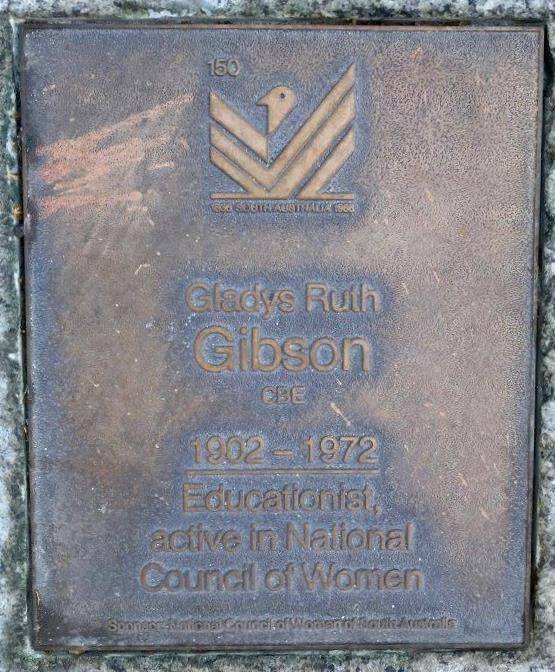 150
1836 SOUTH AUSTRALIA 1986
Gladys Ruth
Gibson
CBE
1902 – 1972
Educationist,
active in National
Council of Women
Sponsor: National Council of Women of South Australia